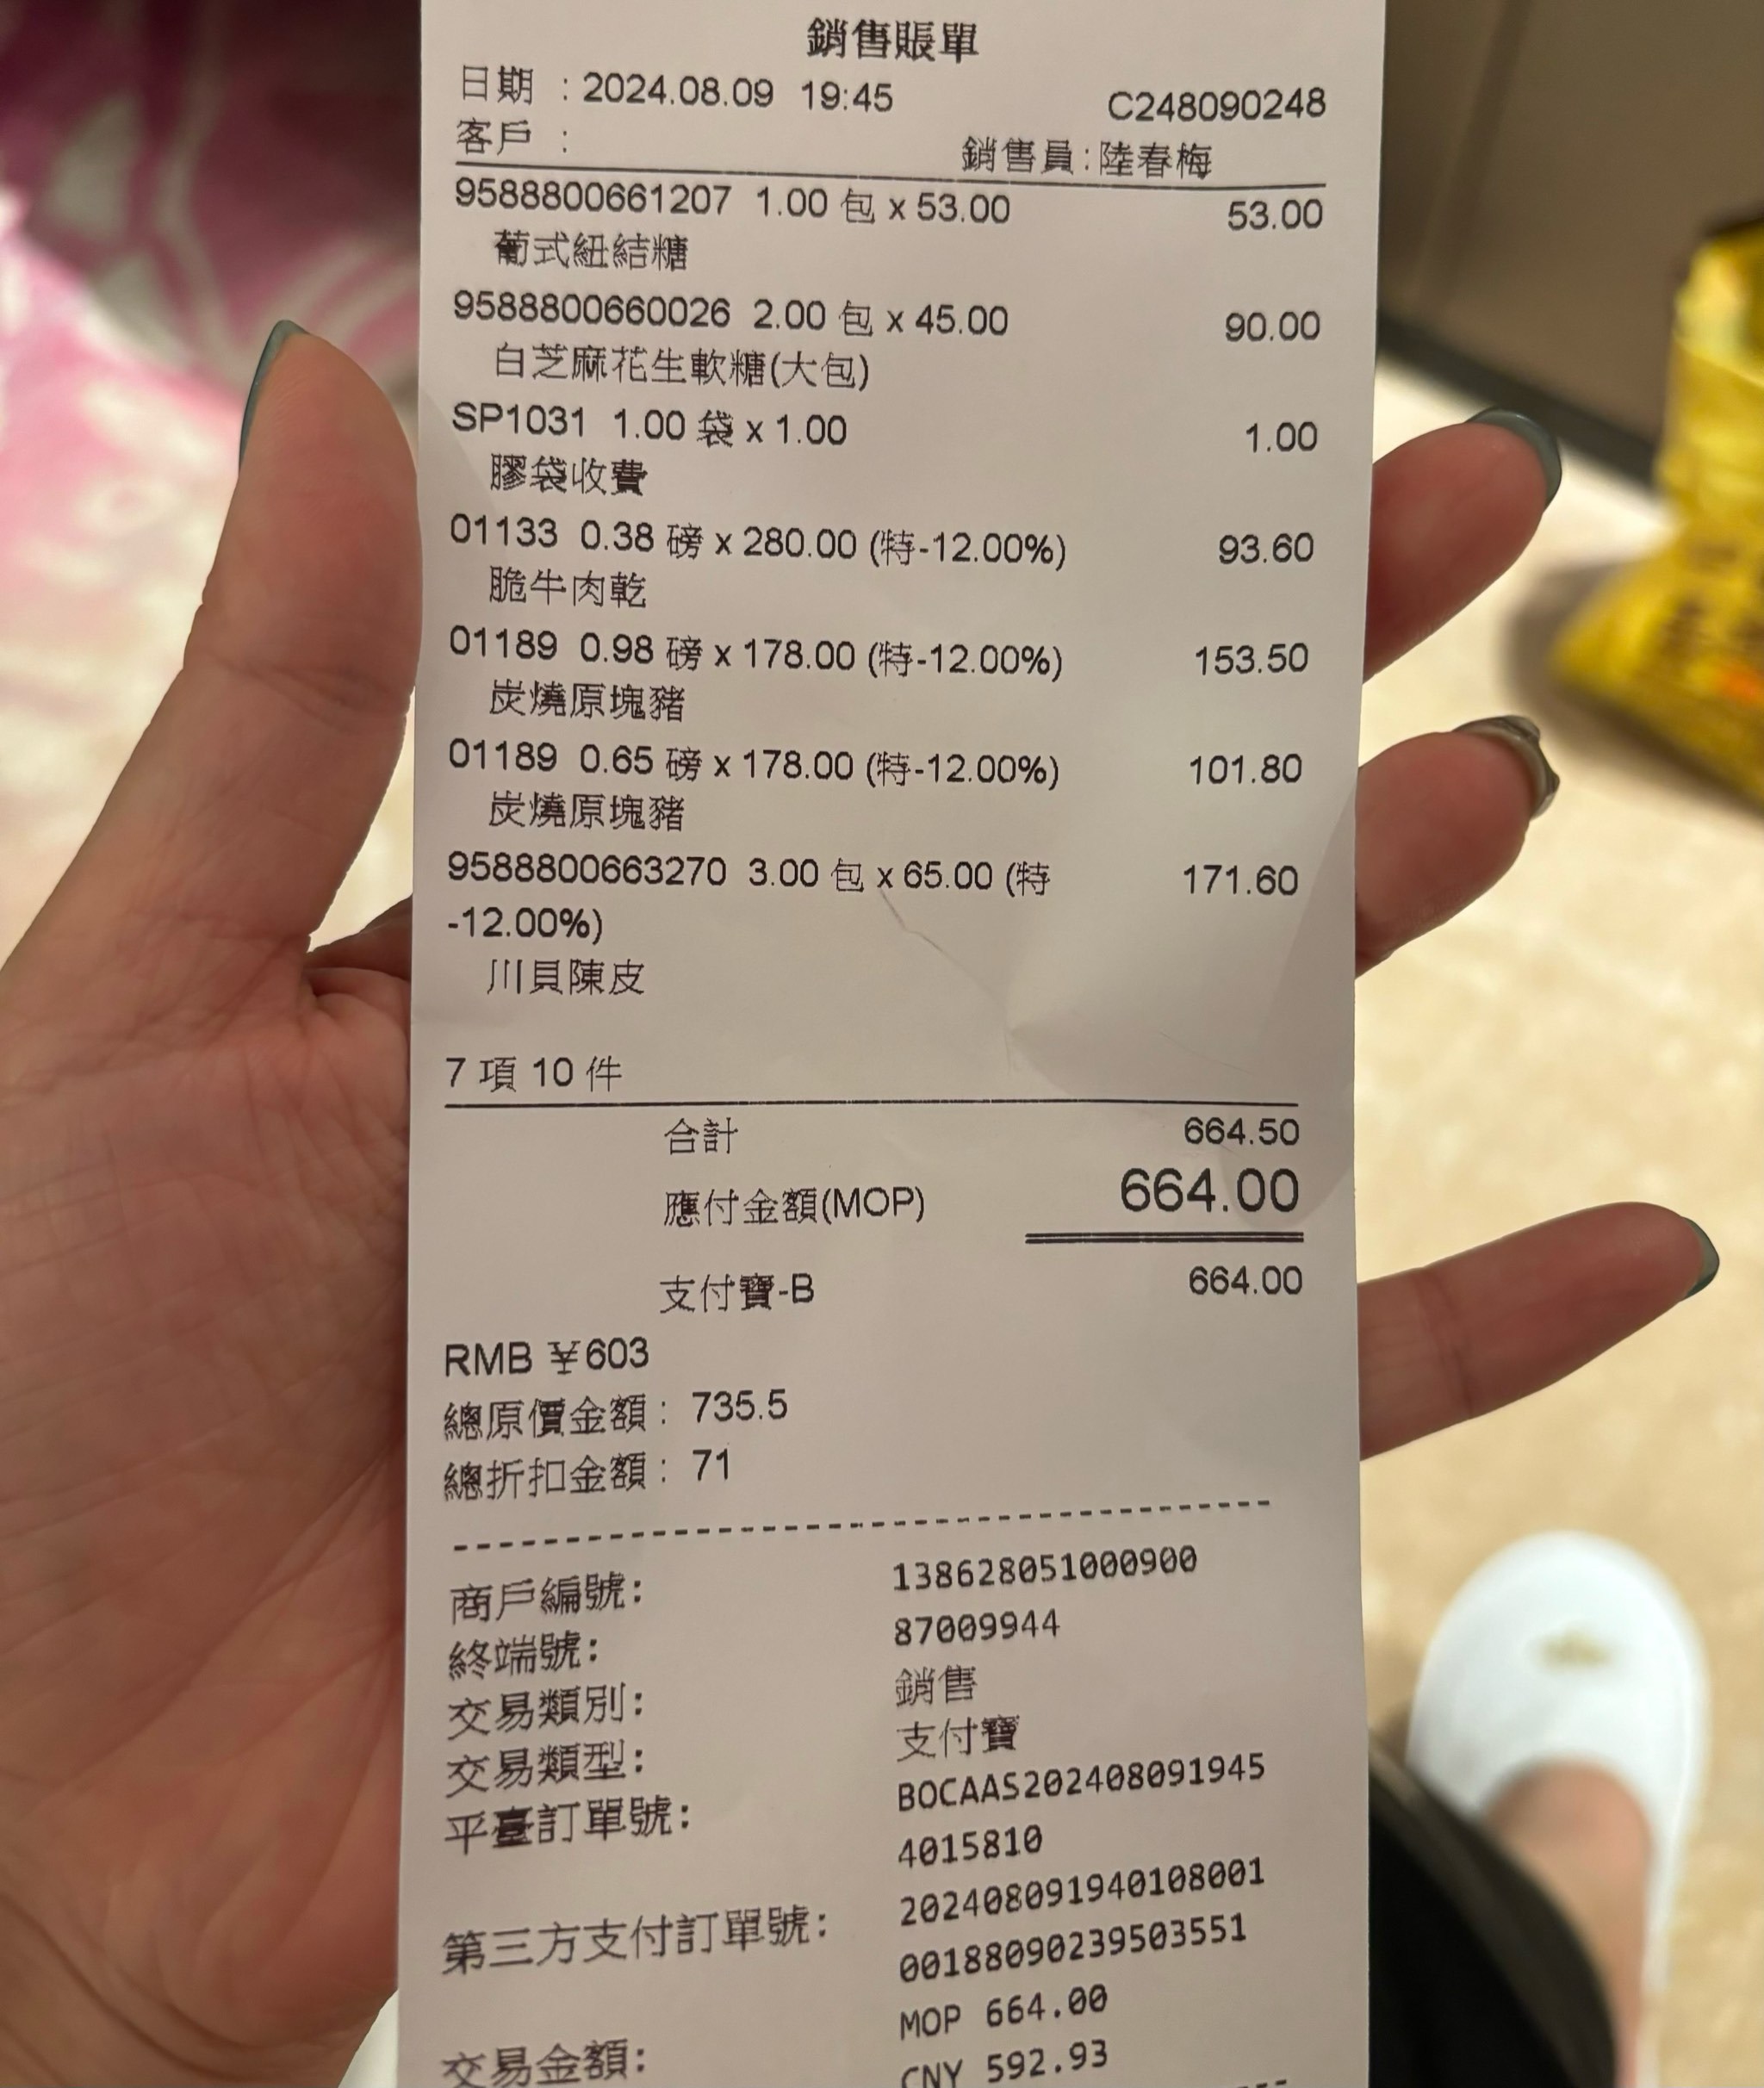 銷售賬單
日期 : 2024.08.09 19:45 C248090248
客戶 : 銷售員:陸春梅
9588800661207 1.00 包 x 53.00 53.00
葡式紐結糖
9588800660026 2.00 包 x 45.00 90.00
白芝麻花生軟糖(大包)
SP1031 1.00 袋 x 1.00 1.00
膠袋收費
01133 0.38 磅 x 280.00 (特-12.00%) 93.60
脆牛肉乾
01189 0.98 磅 x 178.00 (特-12.00%) 153.50
炭燒原塊豬
01189 0.65 磅 x 178.00 (特-12.00%) 101.80
炭燒原塊豬
9588800663270 3.00 包 x 65.00 (特 171.60
-12.00%)
川貝陳皮
7 項 10 件
合計 664.50
應付金額(MOP) 664.00
支付寶-B 664.00
RMB ¥603
總原價金額 : 735.5
總折扣金額 : 71
商戶編號: 138628051000900
終端號: 87009944
交易類別: 銷售
交易類型: 支付寶
平臺訂單號: BOCAAS202408091945
4015810
第三方支付訂單號: 202408091940108001
00188090239503551
交易金額: MOP 664.00
CNY 592.93